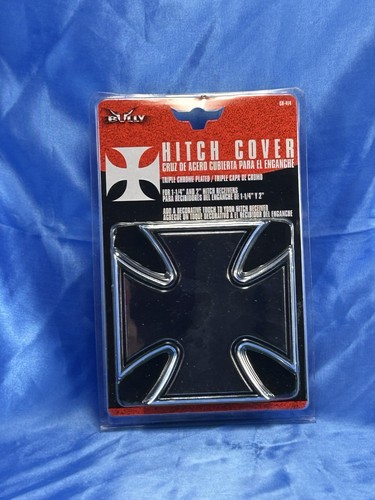 CR-414
BULLY
HITCH COVER
CRUZ DE ACERO CUBIERTA PARA EL ENGANCHE
TRIPLE CHROME PLATED / TRIPLE CAPA DE CROMO
FOR 1-1/4" AND 2" HITCH RECEIVERS
PARA RECIBIDORES DEL ENGANCHE DE 1-1/4" Y 2"
ADD A DECORATIVE TOUCH TO YOUR HITCH RECEIVER
AGREGUE UN TOQUE DECORATIVO A EL RECIBIDOR DEL ENGANCHE